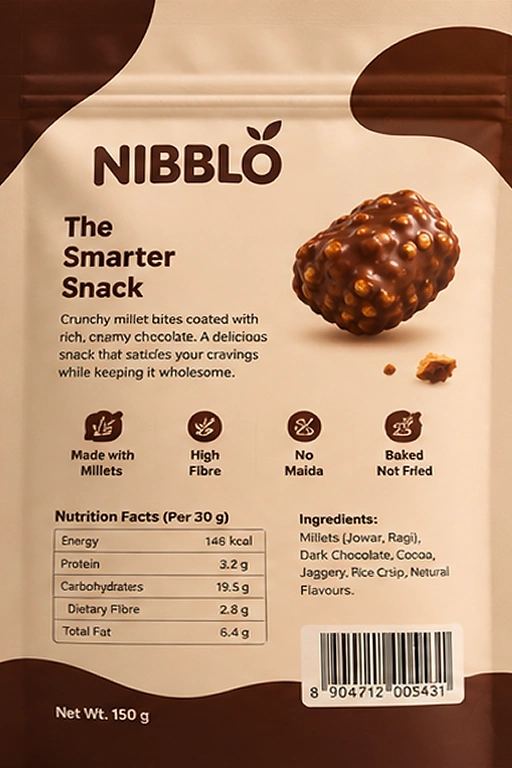 NIBBLO
The
Smarter
Snack
Crunchy millet bites coated with
rich, cramy chocolate. A delicious
snack that saticles your cravings
while keeping it wholesome.
Made with
Millets
High
Fibre
No
Maida
Baked
Not Fried
Nutrition Facts (Per 30 g)
Energy 146 kcal
Protein 3.2 g
Carbohydraters 19.5 g
Dietary Fibre 2.8 g
Total Fat 6.4 g
Ingredients:
Millets (Jowar, Ragi),
Dark Chocolate, Cocoa,
Jaggery, Rice Crisp, Natural
Flavours.
8 904712 005431
Net Wt. 150 g